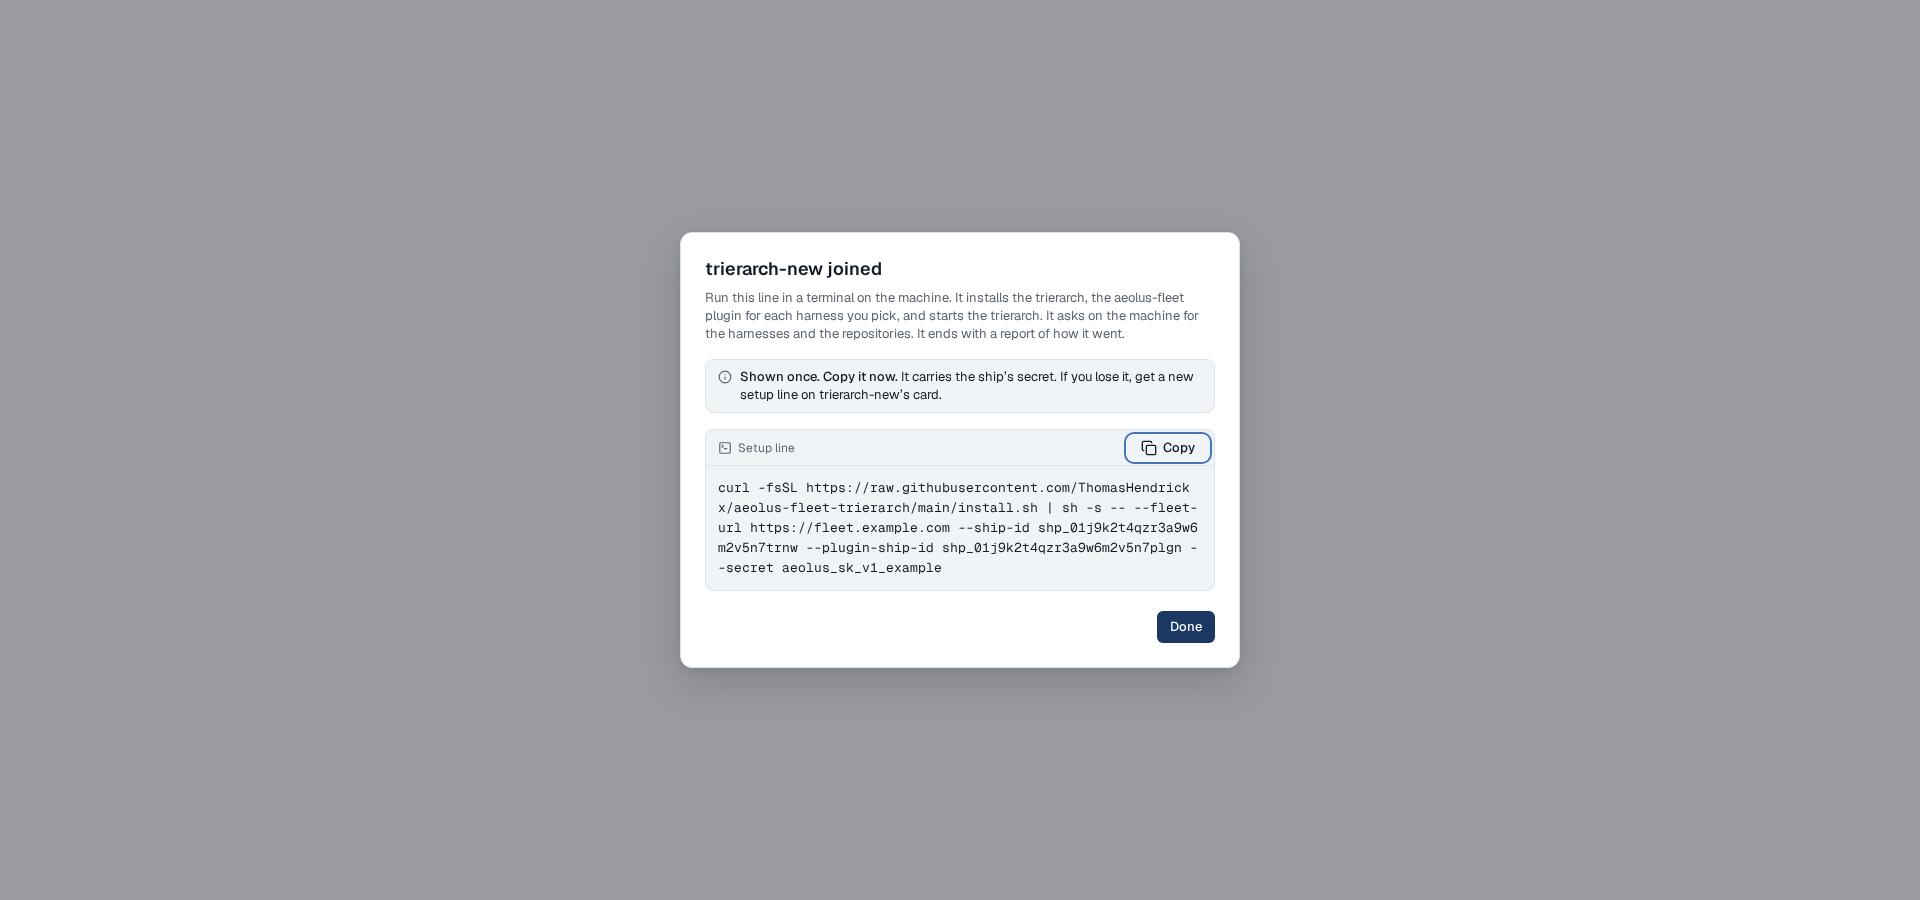 trierarch-new joined
Run this line in a terminal on the machine. It installs the trierarch, the aeolus-fleet
plugin for each harness you pick, and starts the trierarch. It asks on the machine for
the harnesses and the repositories. It ends with a report of how it went.
Shown once. Copy it now. It carries the ship’s secret. If you lose it, get a new
setup line on trierarch-new’s card.
Setup line
Copy
curl -fsSL https://raw.githubusercontent.com/ThomasHendrick
x/aeolus-fleet-trierarch/main/install.sh | sh -s -- --fleet-
url https://fleet.example.com --ship-id shp_01j9k2t4qzr3a9w6
m2v5n7trnw --plugin-ship-id shp_01j9k2t4qzr3a9w6m2v5n7plgn -
-secret aeolus_sk_v1_example
Done